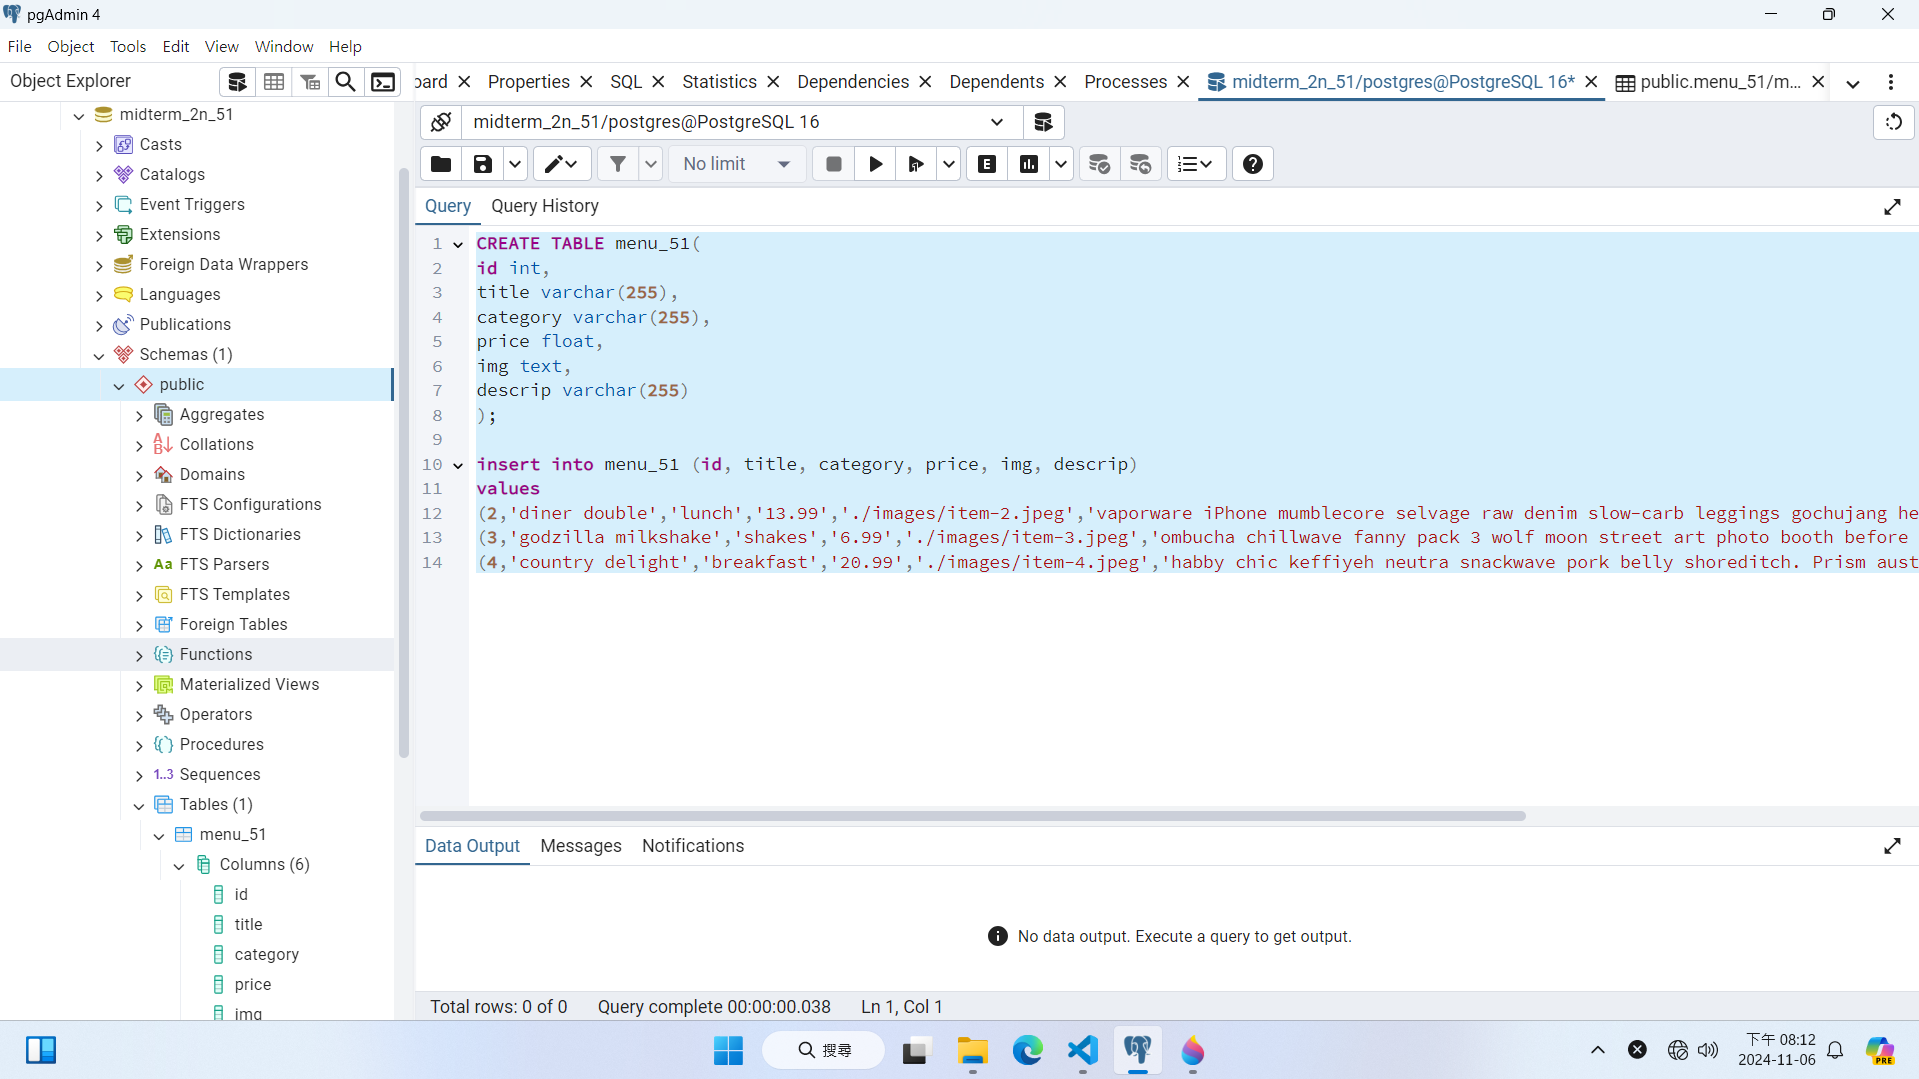 pgAdmin 4
File Object Tools Edit View Window Help
Object Explorer
oard Properties SQL Statistics Dependencies Dependents Processes midterm_2n_51/postgres@PostgreSQL 16* public.menu_51/m...
midterm_2n_51/postgres@PostgreSQL 16
No limit
E
Query Query History
midterm_2n_51
Casts
Catalogs
Event Triggers
Extensions
Foreign Data Wrappers
Languages
Publications
Schemas (1)
public
Aggregates
Collations
Domains
FTS Configurations
FTS Dictionaries
Aa FTS Parsers
FTS Templates
Foreign Tables
Functions
Materialized Views
Operators
Procedures
1..3 Sequences
Tables (1)
menu_51
Columns (6)
id
title
category
price
img
1 CREATE TABLE menu_51(
2 id int,
3 title varchar(255),
4 category varchar(255),
5 price float,
6 img text,
7 descrip varchar(255)
8 );
9
10 insert into menu_51 (id, title, category, price, img, descrip)
11 values
12 (2,'diner double','lunch','13.99','./images/item-2.jpeg','vaporware iPhone mumblecore selvage raw denim slow-carb leggings gochujang he
13 (3,'godzilla milkshake','shakes','6.99','./images/item-3.jpeg','ombucha chillwave fanny pack 3 wolf moon street art photo booth before
14 (4,'country delight','breakfast','20.99','./images/item-4.jpeg','habby chic keffiyeh neutra snackwave pork belly shoreditch. Prism aust
Data Output Messages Notifications
No data output. Execute a query to get output.
Total rows: 0 of 0 Query complete 00:00:00.038 Ln 1, Col 1
搜尋
下午 08:12
2024-11-06
PRE